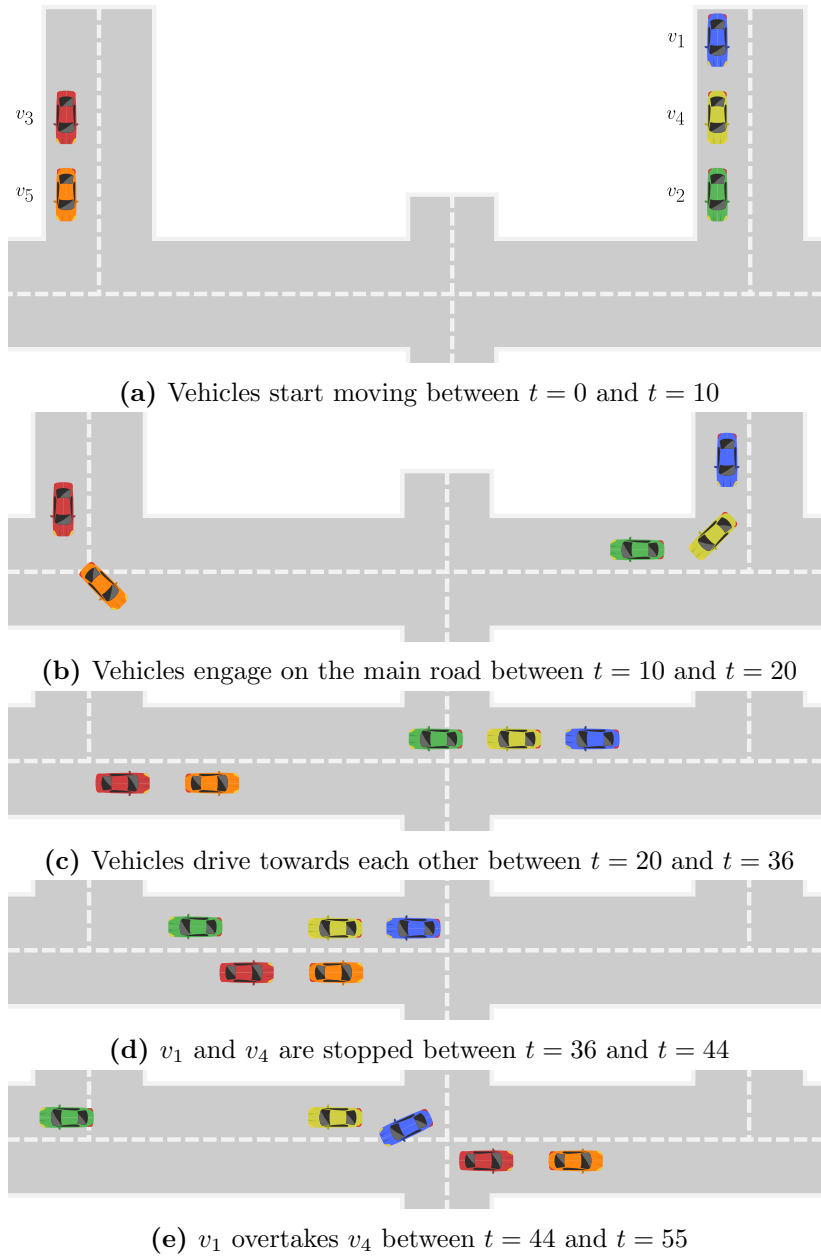 v₁
v₃ v₄
v₅ v₂
(a) Vehicles start moving between t = 0 and t = 10
(b) Vehicles engage on the main road between t = 10 and t = 20
(c) Vehicles drive towards each other between t = 20 and t = 36
(d) v₁ and v₄ are stopped between t = 36 and t = 44
(e) v₁ overtakes v₄ between t = 44 and t = 55